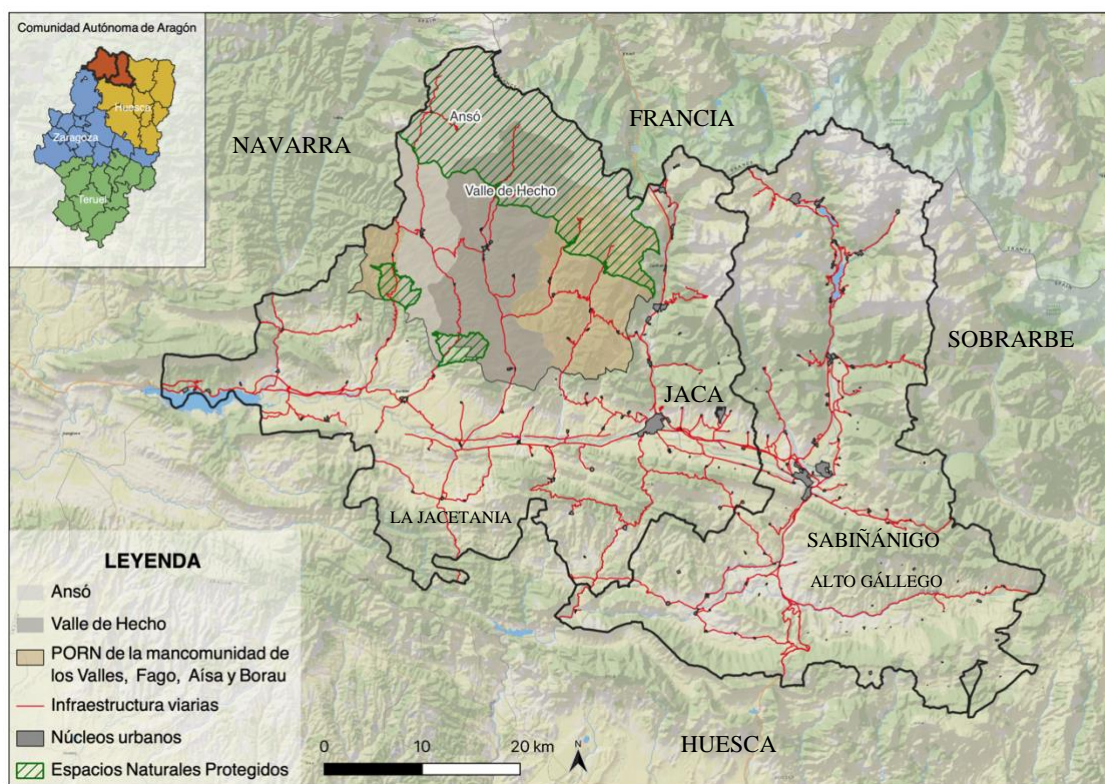 Comunidad Autónoma de Aragón
Huesca
Zaragoza
Teruel
Ansó
FRANCIA
NAVARRA
Valle de Hecho
SOBRARBE
JACA
LA JACETANIA
SABIÑÁNIGO
ALTO GÁLLEGO
HUESCA
LEYENDA
Ansó
Valle de Hecho
PORN de la mancomunidad de
los Valles, Fago, Aísa y Borau
Infraestructura viarias
Núcleos urbanos
Espacios Naturales Protegidos
0 10 20 km
N